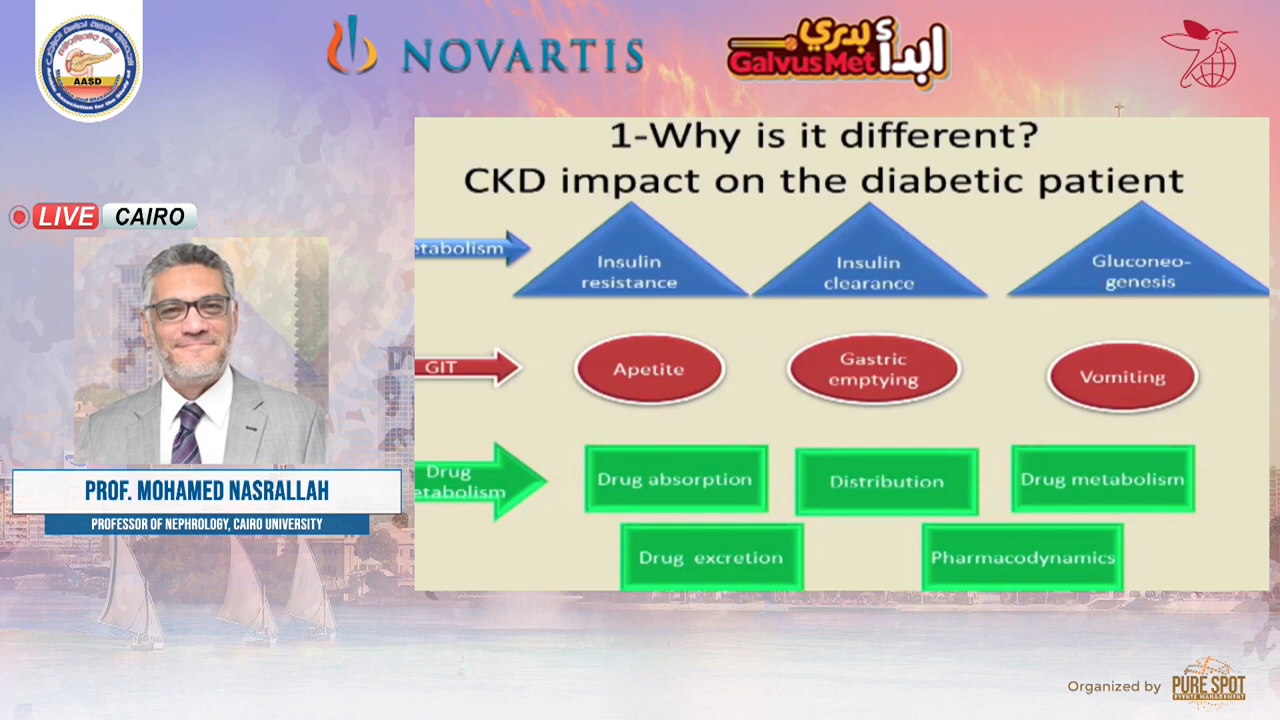 AASD
NOVARTIS
ابدأ بدري
GalvusMet
1-Why is it different?
CKD impact on the diabetic patient
LIVE CAIRO
etabolism
Insulin
resistance
Insulin
clearance
Gluconeo-
genesis
GIT
Apetite
Gastric
emptying
Vomiting
Drug
etabolism
Drug absorption
Distribution
Drug metabolism
Drug excretion
Pharmacodynamics
PROF. MOHAMED NASRALLAH
PROFESSOR OF NEPHROLOGY, CAIRO UNIVERSITY
Organized by PURE SPOT
EVENTS MANAGEMENT